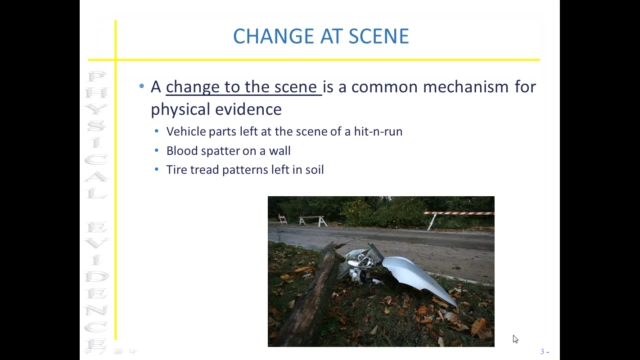 CHANGE AT SCENE
PHYSICAL EVIDENCE
• A change to the scene is a common mechanism for
physical evidence
• Vehicle parts left at the scene of a hit-n-run
• Blood spatter on a wall
• Tire tread patterns left in soil
3 -